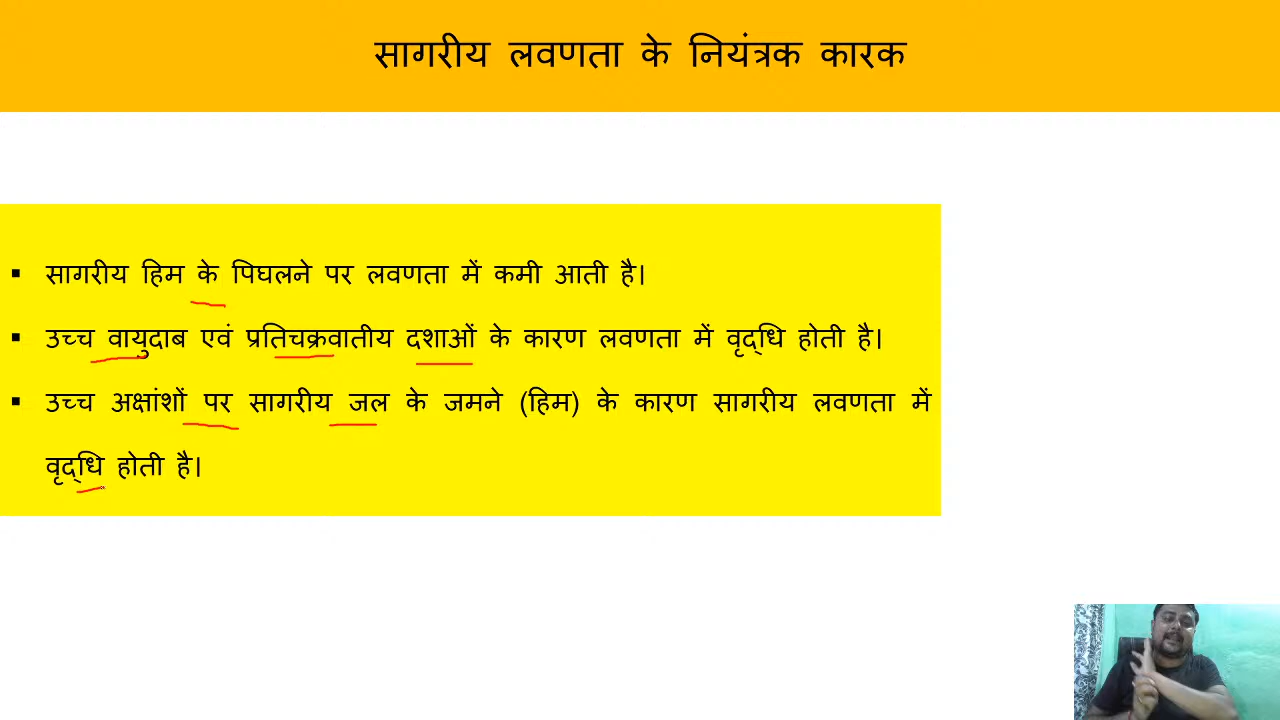 सागरीय लवणता के नियंत्रक कारक
▪ सागरीय हिम के पिघलने पर लवणता में कमी आती है।
▪ उच्च वायुदाब एवं प्रतिचक्रवातीय दशाओं के कारण लवणता में वृद्धि होती है।
▪ उच्च अक्षांशों पर सागरीय जल के जमने (हिम) के कारण सागरीय लवणता में
वृद्धि होती है।